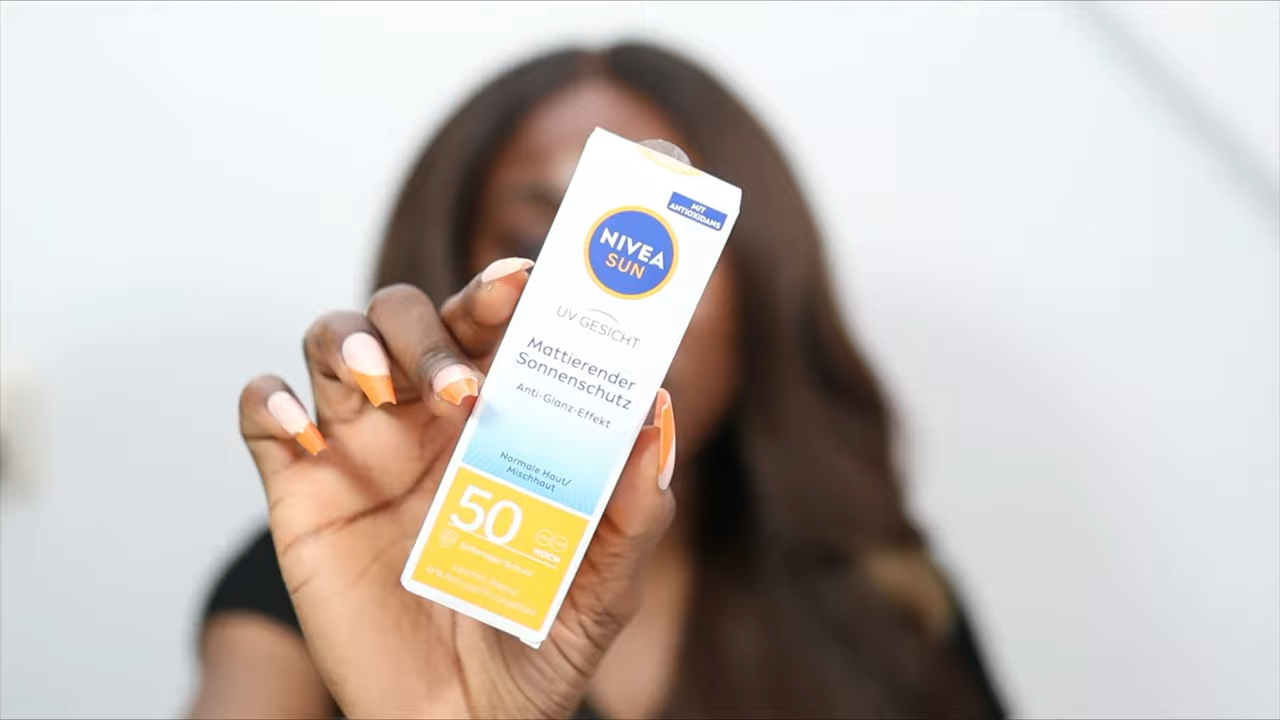 MIT
ANTIOXIDANS
NIVEA
SUN
UV GESICHT
Mattierender
Sonnenschutz
Anti-Glanz-Effekt
Normale Haut/
Mischhaut
50
HOCH